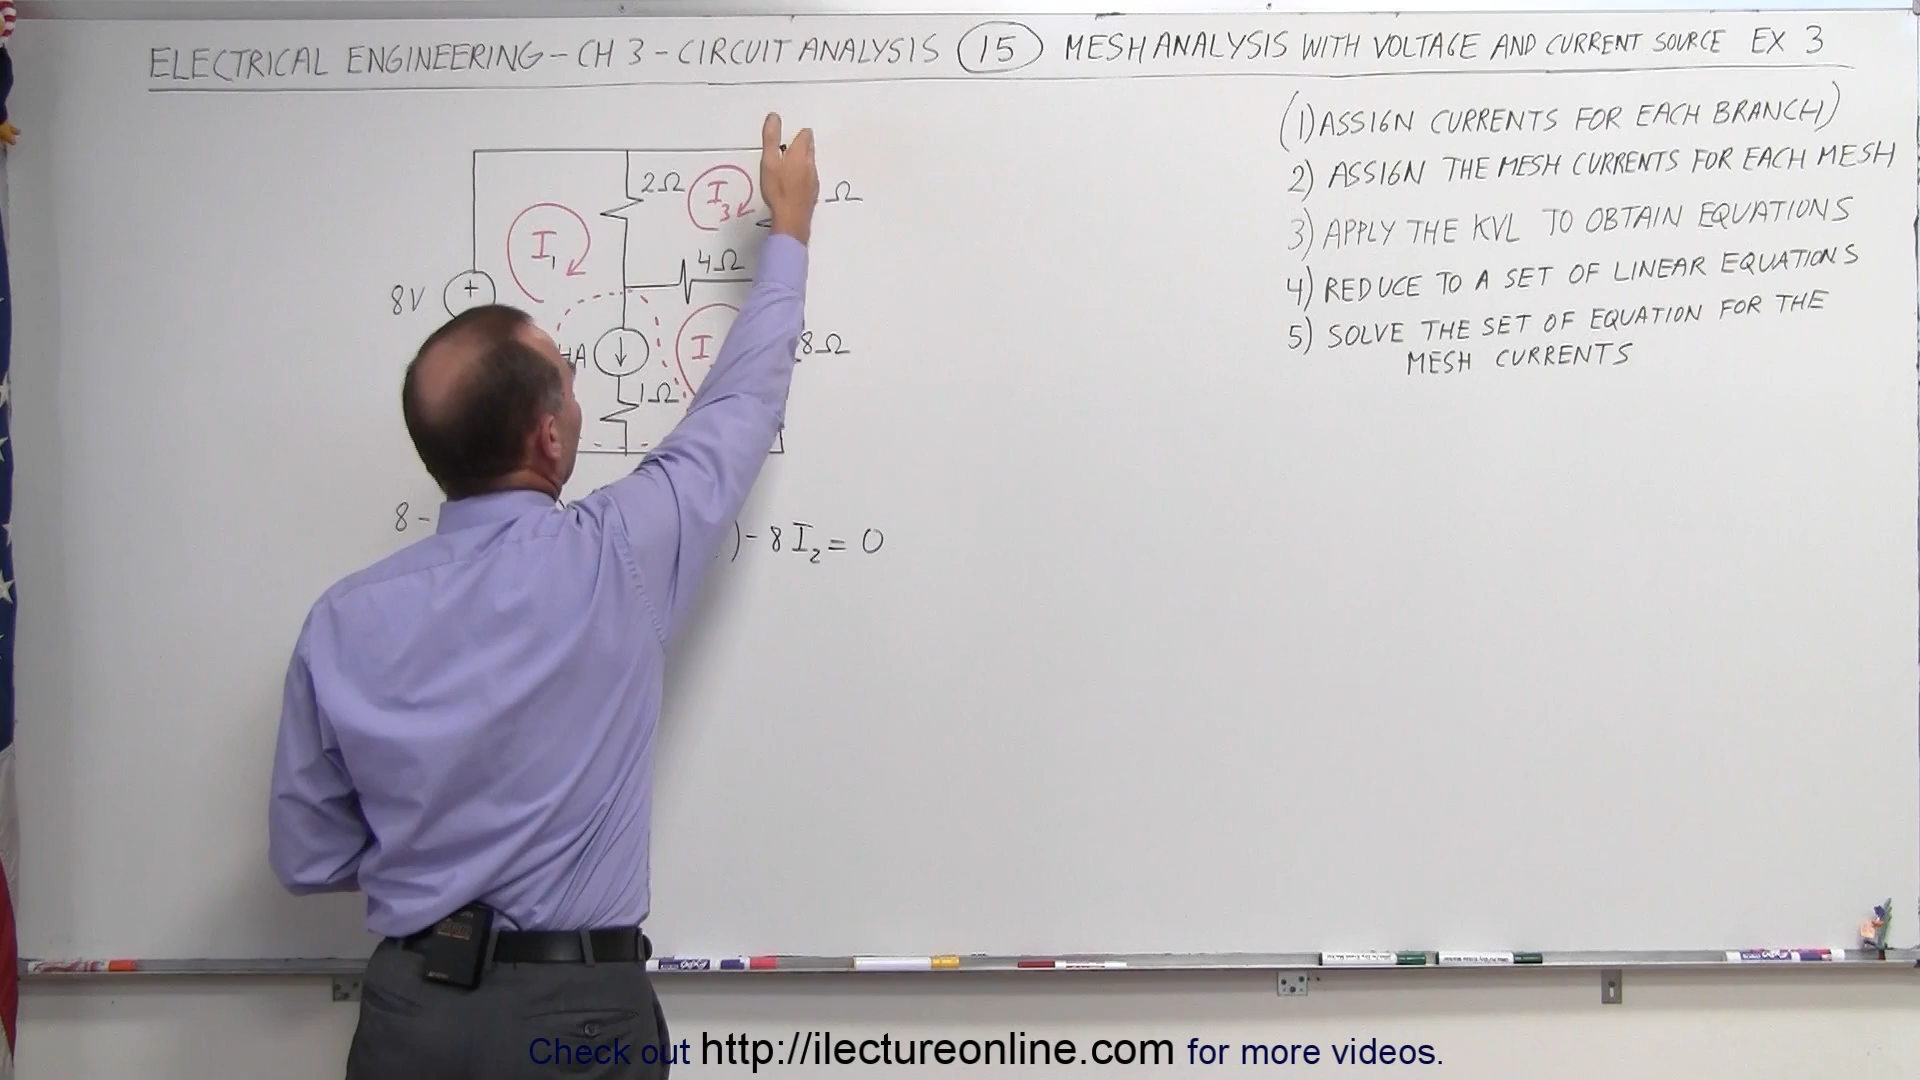 ELECTRICAL ENGINEERING - CH 3 - CIRCUIT ANALYSIS 15 MESH ANALYSIS WITH VOLTAGE AND CURRENT SOURCE EX 3
(1) ASSIGN CURRENTS FOR EACH BRANCH)
2) ASSIGN THE MESH CURRENTS FOR EACH MESH
3) APPLY THE KVL TO OBTAIN EQUATIONS
4) REDUCE TO A SET OF LINEAR EQUATIONS
5) SOLVE THE SET OF EQUATION FOR THE
MESH CURRENTS
2Ω I3 Ω
I1
4Ω
8V +
4A I 8Ω
1Ω
8 - ) - 8 I2 = 0
Check out http://ilectureonline.com for more videos.